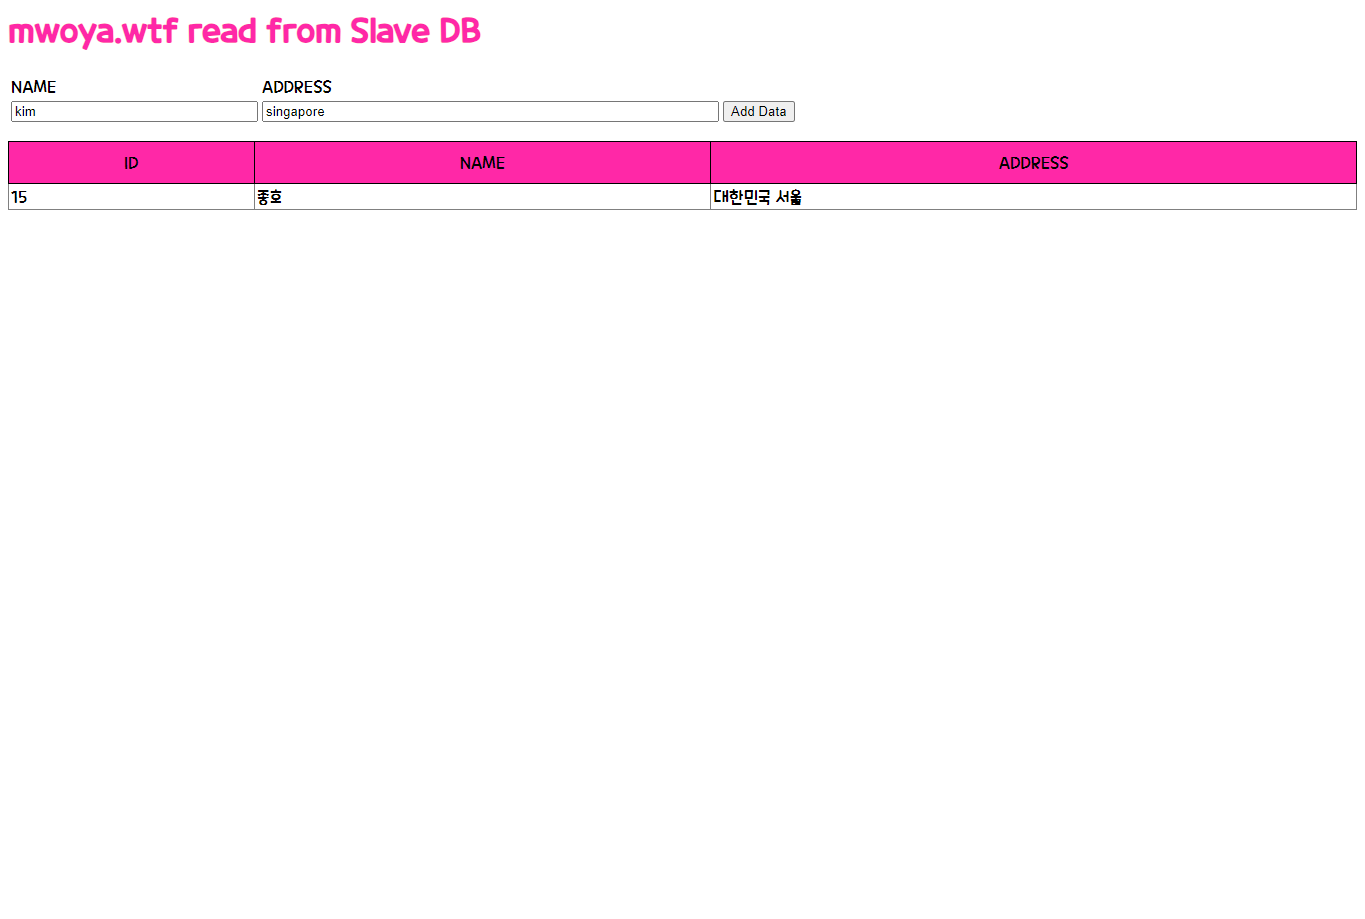 mwoya.wtf read from Slave DB
NAME ADDRESS
kim singapore Add Data
ID NAME ADDRESS
15 종호 대한민국 서울